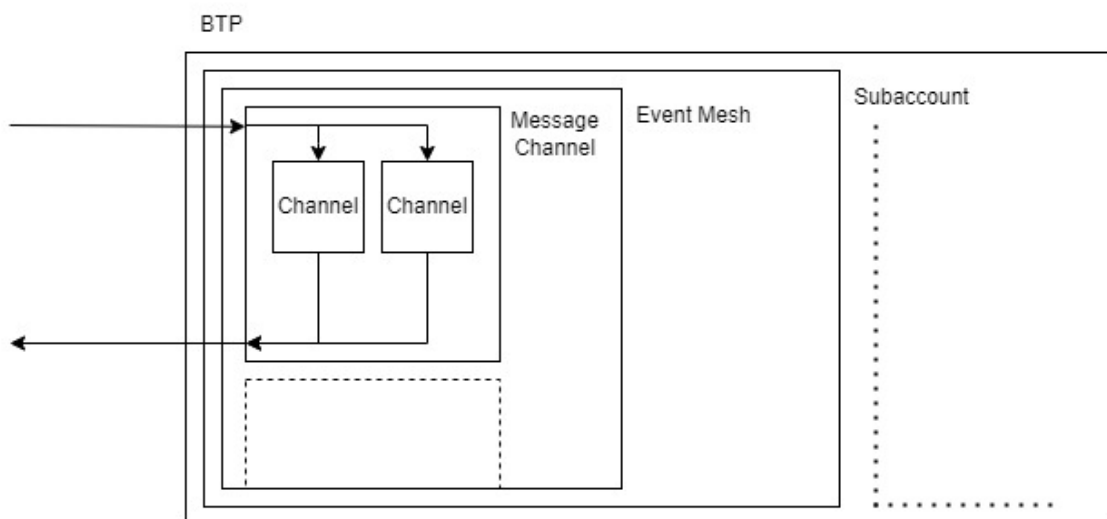 BTP
Subaccount
Event Mesh
Message
Channel
Channel
Channel